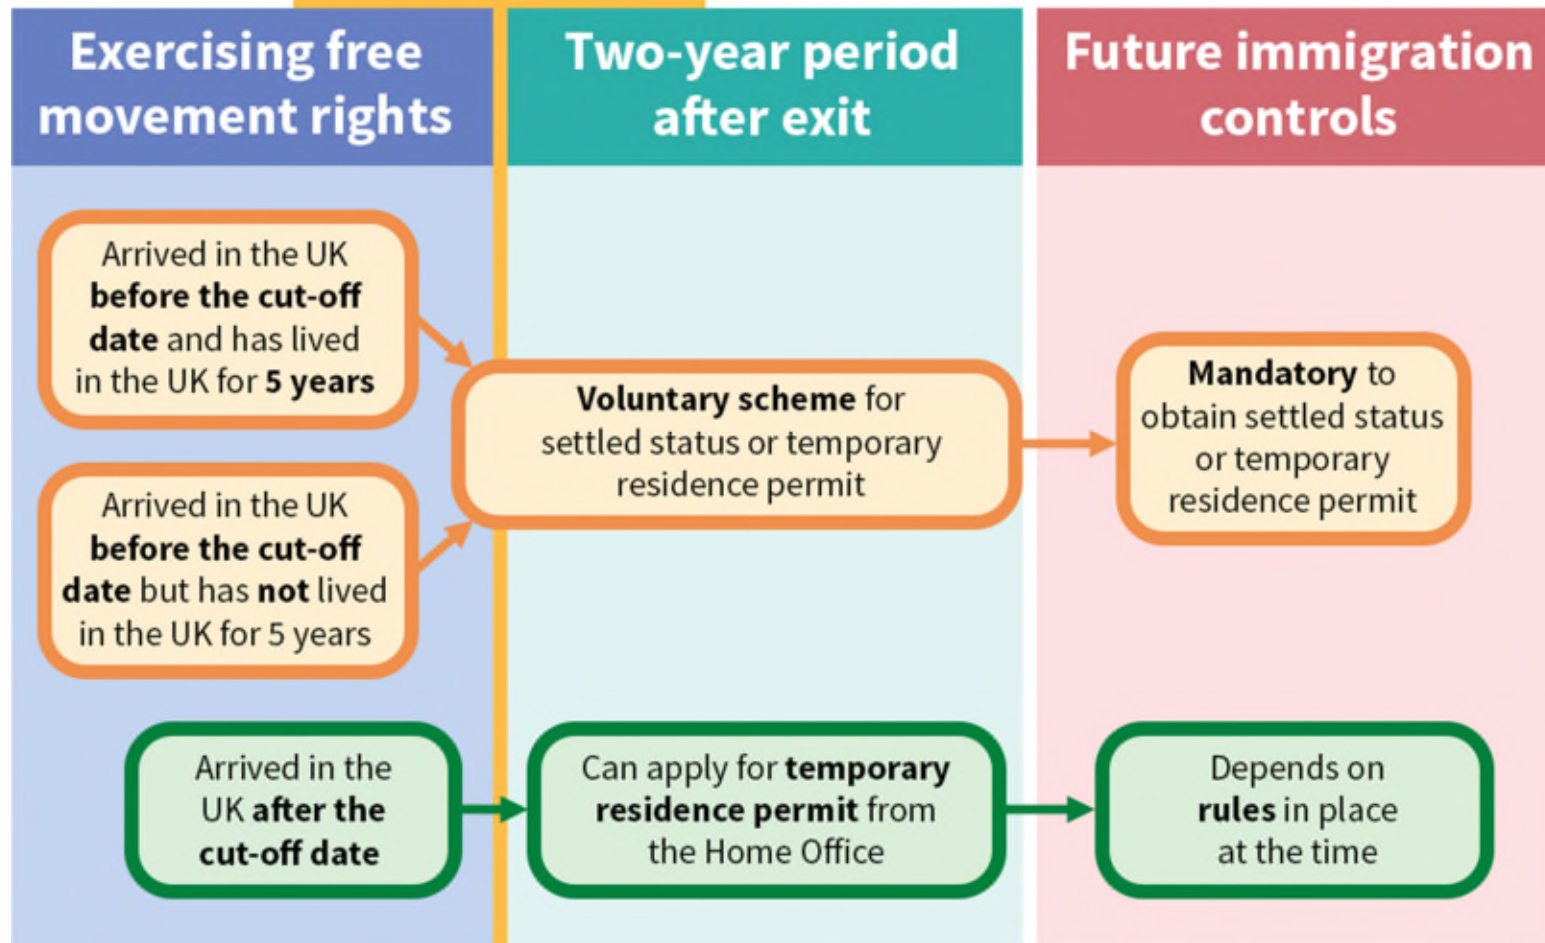 Exercising free
movement rights
Two-year period
after exit
Future immigration
controls
Arrived in the UK
before the cut-off
date and has lived
in the UK for 5 years
Arrived in the UK
before the cut-off
date but has not lived
in the UK for 5 years
Voluntary scheme for
settled status or temporary
residence permit
Mandatory to
obtain settled status
or temporary
residence permit
Arrived in the
UK after the
cut-off date
Can apply for temporary
residence permit from
the Home Office
Depends on
rules in place
at the time